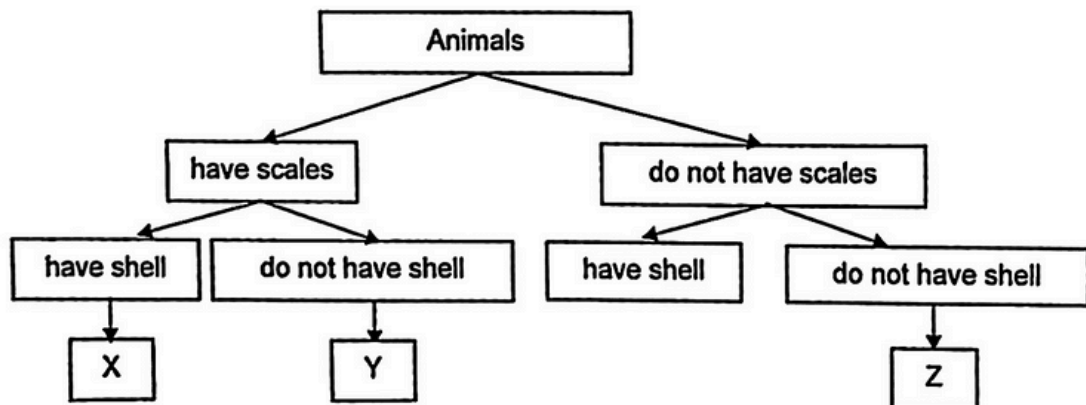 Animals
have scales
do not have scales
have shell
do not have shell
have shell
do not have shell
X
Y
Z